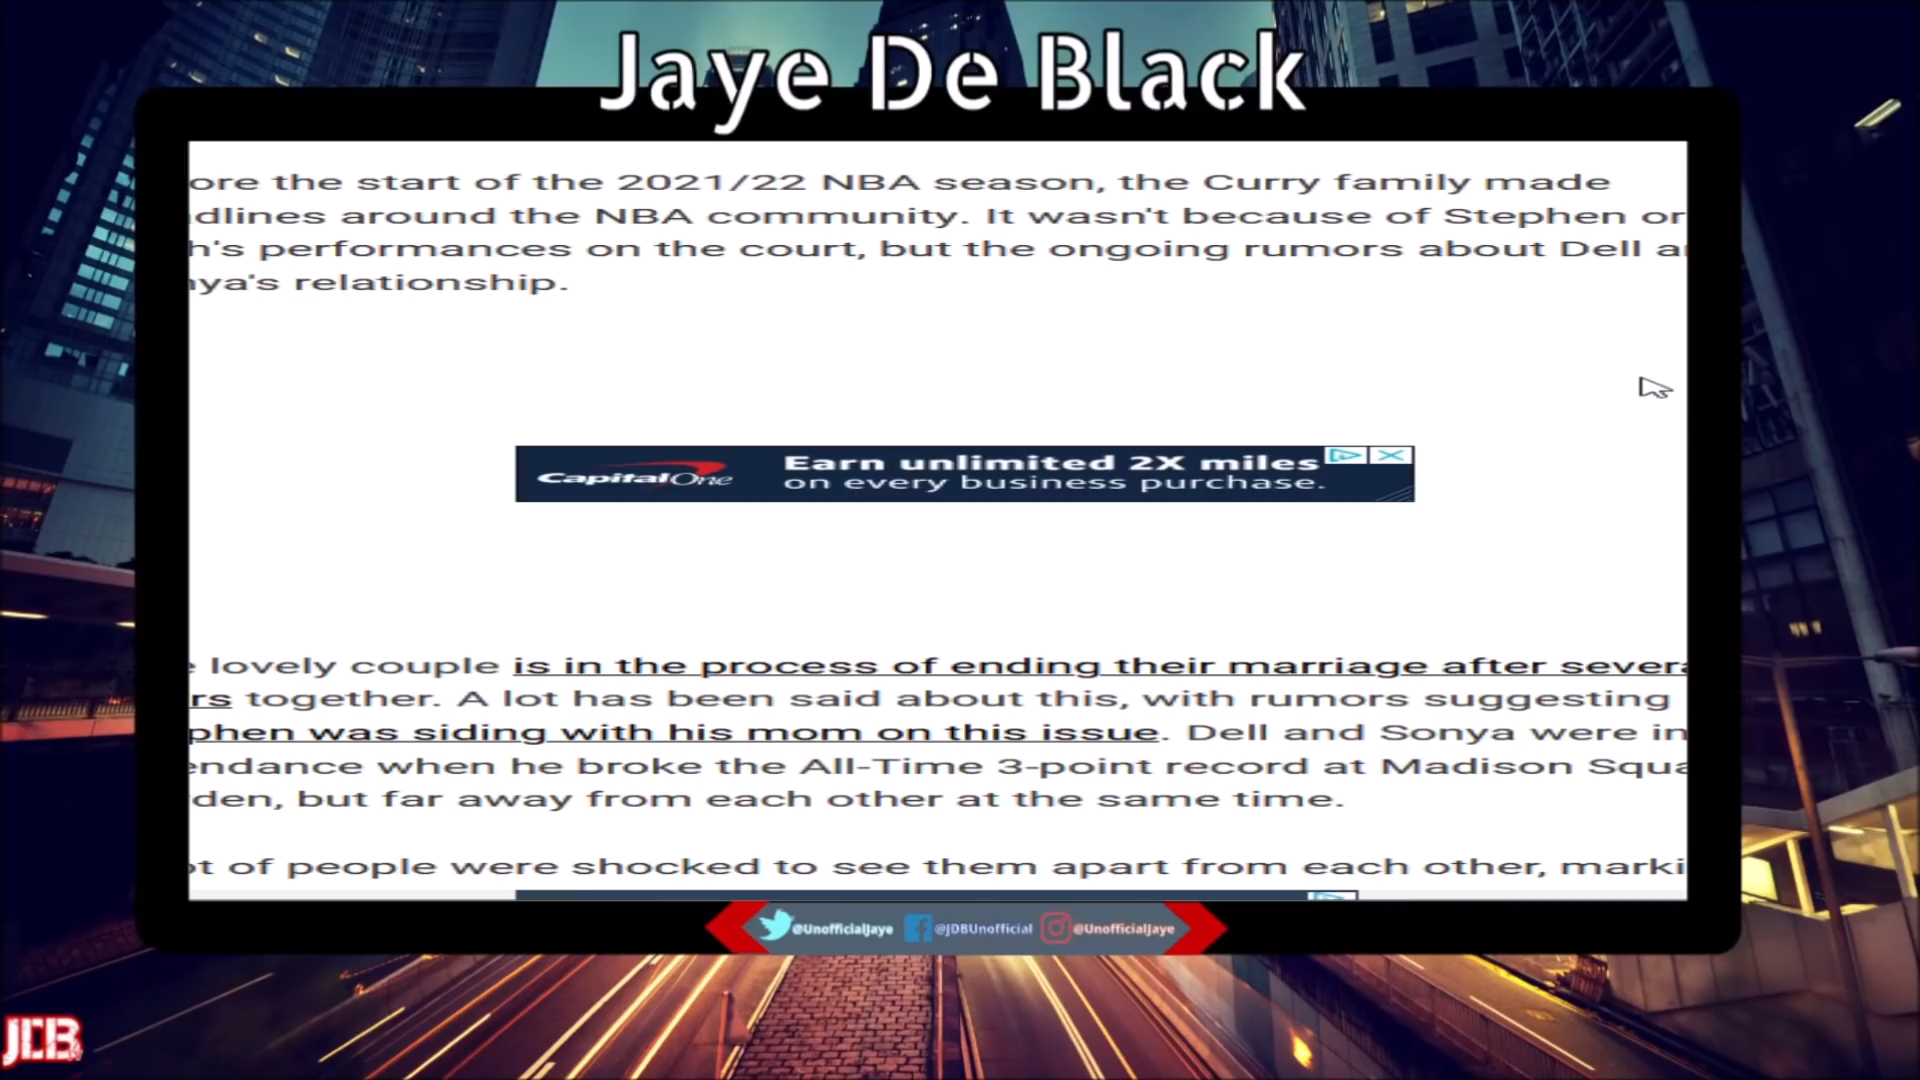 Jaye De Black
ore the start of the 2021/22 NBA season, the Curry family made
dlines around the NBA community. It wasn't because of Stephen or
h's performances on the court, but the ongoing rumors about Dell a
nya's relationship.
CapitalOne
Earn unlimited 2X miles
on every business purchase.
lovely couple is in the process of ending their marriage after severa
rs together. A lot has been said about this, with rumors suggesting
phen was siding with his mom on this issue. Dell and Sonya were in
endance when he broke the All-Time 3-point record at Madison Squa
den, but far away from each other at the same time.
ot of people were shocked to see them apart from each other, marki
@UnofficialJaye @JDBUnofficial @UnofficialJaye
JDB